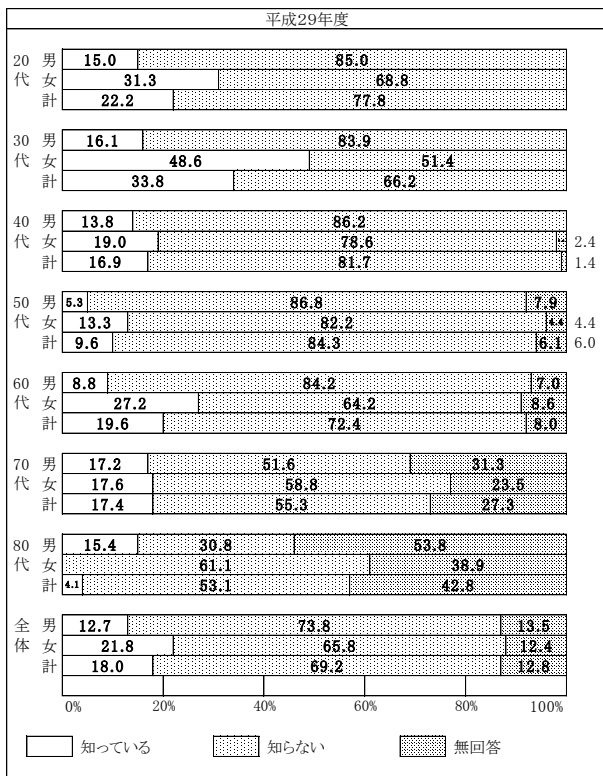 平成29年度
20 男 15.0 85.0
代 女 31.3 68.8
計 22.2 77.8
30 男 16.1 83.9
代 女 48.6 51.4
計 33.8 66.2
40 男 13.8 86.2
代 女 19.0 78.6 2.4
計 16.9 81.7 1.4
50 男 5.3 86.8 7.9
代 女 13.3 82.2 4.4 4.4
計 9.6 84.3 6.1 6.0
60 男 8.8 84.2 7.0
代 女 27.2 64.2 8.6
計 19.6 72.4 8.0
70 男 17.2 51.6 31.3
代 女 17.6 58.8 23.5
計 17.4 55.3 27.3
80 男 15.4 30.8 53.8
代 女 61.1 38.9
計 4.1 53.1 42.8
全 男 12.7 73.8 13.5
体 女 21.8 65.8 12.4
計 18.0 69.2 12.8
0% 20% 40% 60% 80% 100%
知っている 知らない 無回答